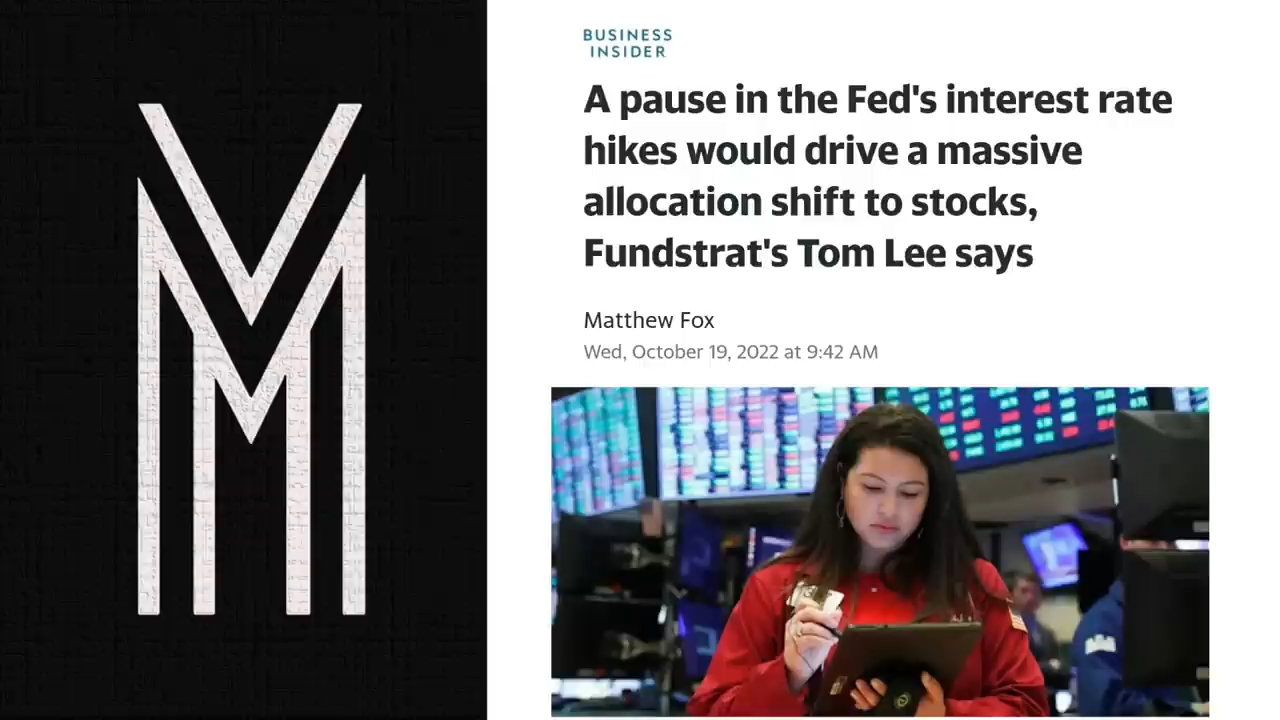 BUSINESS
INSIDER
A pause in the Fed's interest rate
hikes would drive a massive
allocation shift to stocks,
Fundstrat's Tom Lee says
Matthew Fox
Wed, October 19, 2022 at 9:42 AM